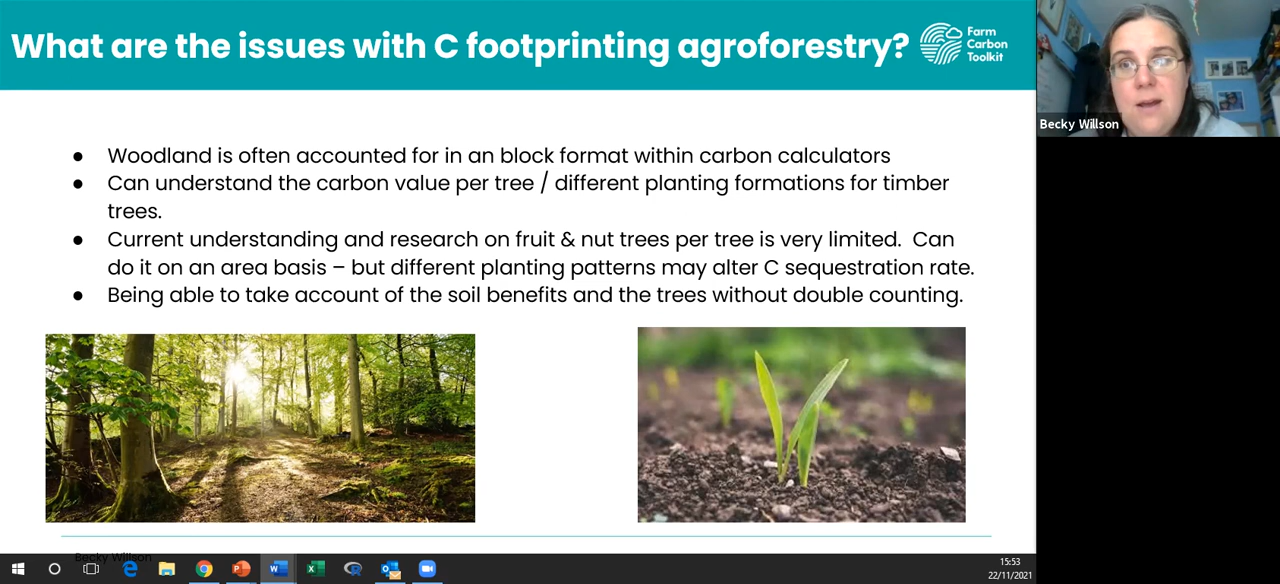 What are the issues with C footprinting agroforestry?
Farm
Carbon
Toolkit
Becky Willson
● Woodland is often accounted for in an block format within carbon calculators
● Can understand the carbon value per tree / different planting formations for timber
trees.
● Current understanding and research on fruit & nut trees per tree is very limited.  Can
do it on an area basis – but different planting patterns may alter C sequestration rate.
● Being able to take account of the soil benefits and the trees without double counting.
Becky Willson
15:53
22/11/2021